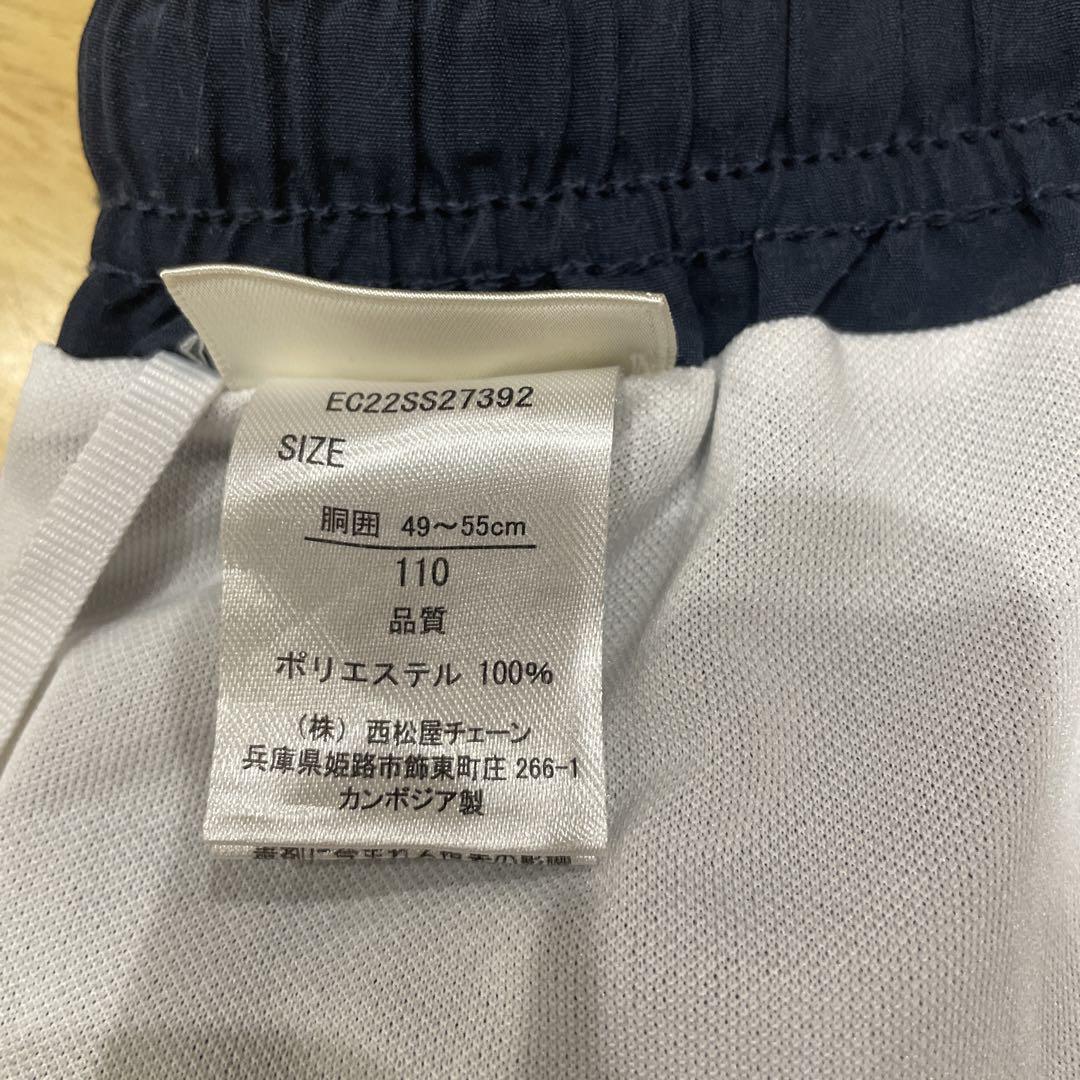 EC22SS27392
SIZE
胴囲 49～55cm
110
品質
ポリエステル 100%
(株) 西松屋チェーン
兵庫県姫路市飾東町庄 266-1
カンボジア製